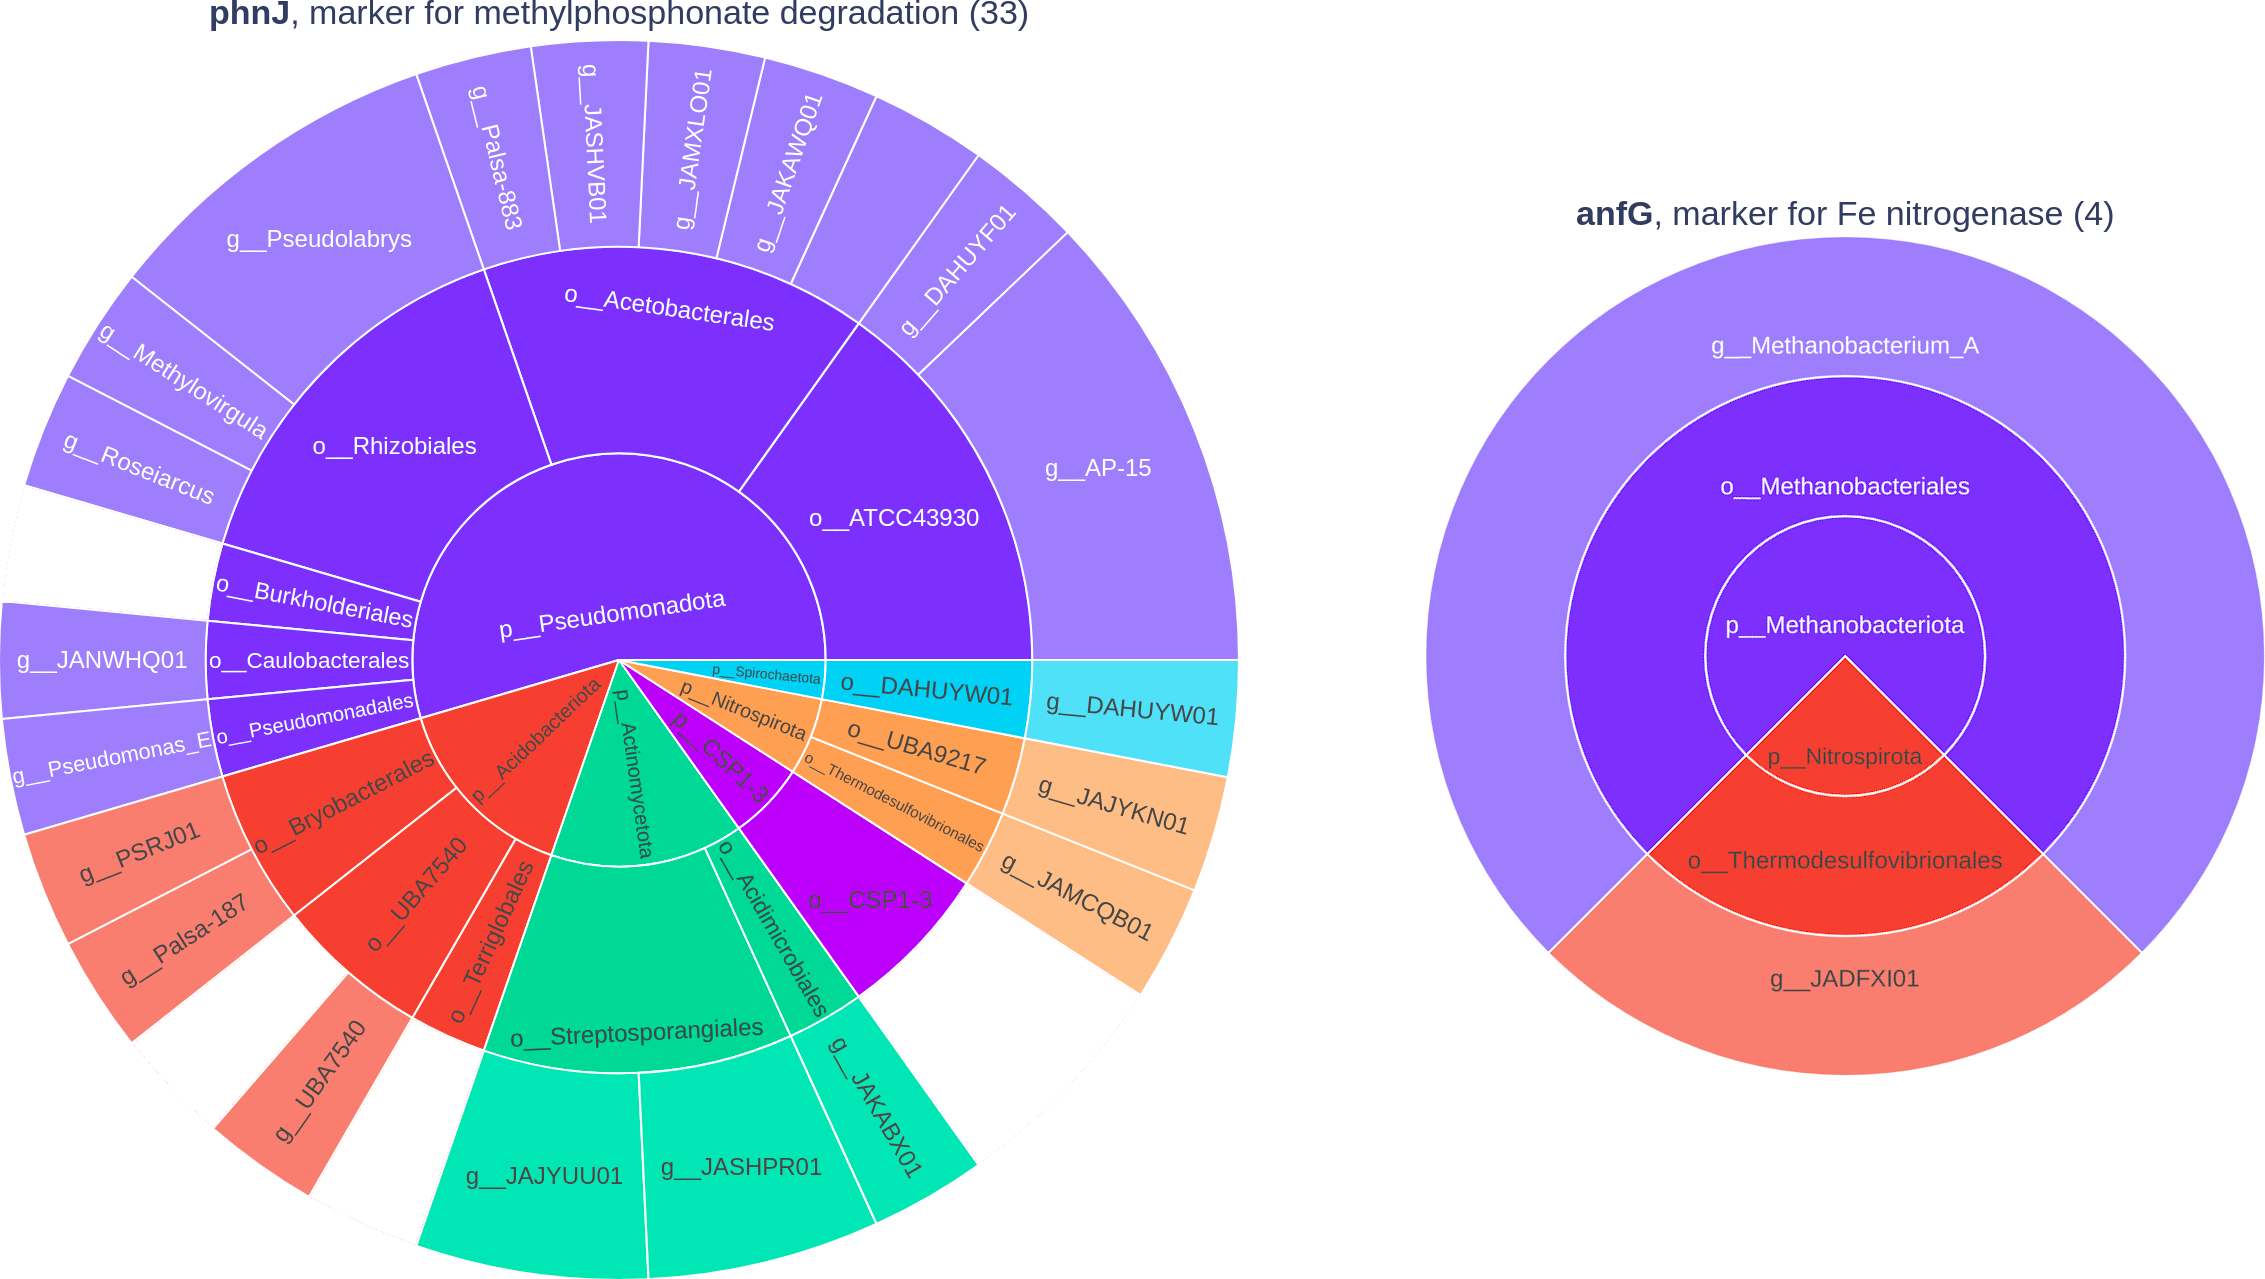 phnJ, marker for methylphosphonate degradation (33)
g__Palsa-883
g__JASHVB01
g__JAMXLO01
g__JAKAWQ01
g__DAHUYF01
g__AP-15
g__Pseudolabrys
g__Methylovirgula
g__Roseiarcus
g__JANWHQ01
g__Pseudomonas_E
o__Acetobacterales
o__Rhizobiales
o__ATCC43930
o__Burkholderiales
o__Caulobacterales
o__Pseudomonadales
p__Pseudomonadota
p__Spirochaetota
o__DAHUYW01
g__DAHUYW01
p__Nitrospirota
o__UBA9217
g__JAJYKN01
o__Thermodesulfovibrionales
g__JAMCQB01
p__CSP1-3
o__CSP1-3
p__Actinomycetota
o__Acidimicrobiales
g__JAKABX01
o__Streptosporangiales
g__JASHPR01
g__JAJYUU01
p__Acidobacteriota
o__Terriglobales
o__UBA7540
g__UBA7540
o__Bryobacterales
g__Palsa-187
g__PSRJ01
anfG, marker for Fe nitrogenase (4)
g__Methanobacterium_A
o__Methanobacteriales
p__Methanobacteriota
p__Nitrospirota
o__Thermodesulfovibrionales
g__JADFXI01